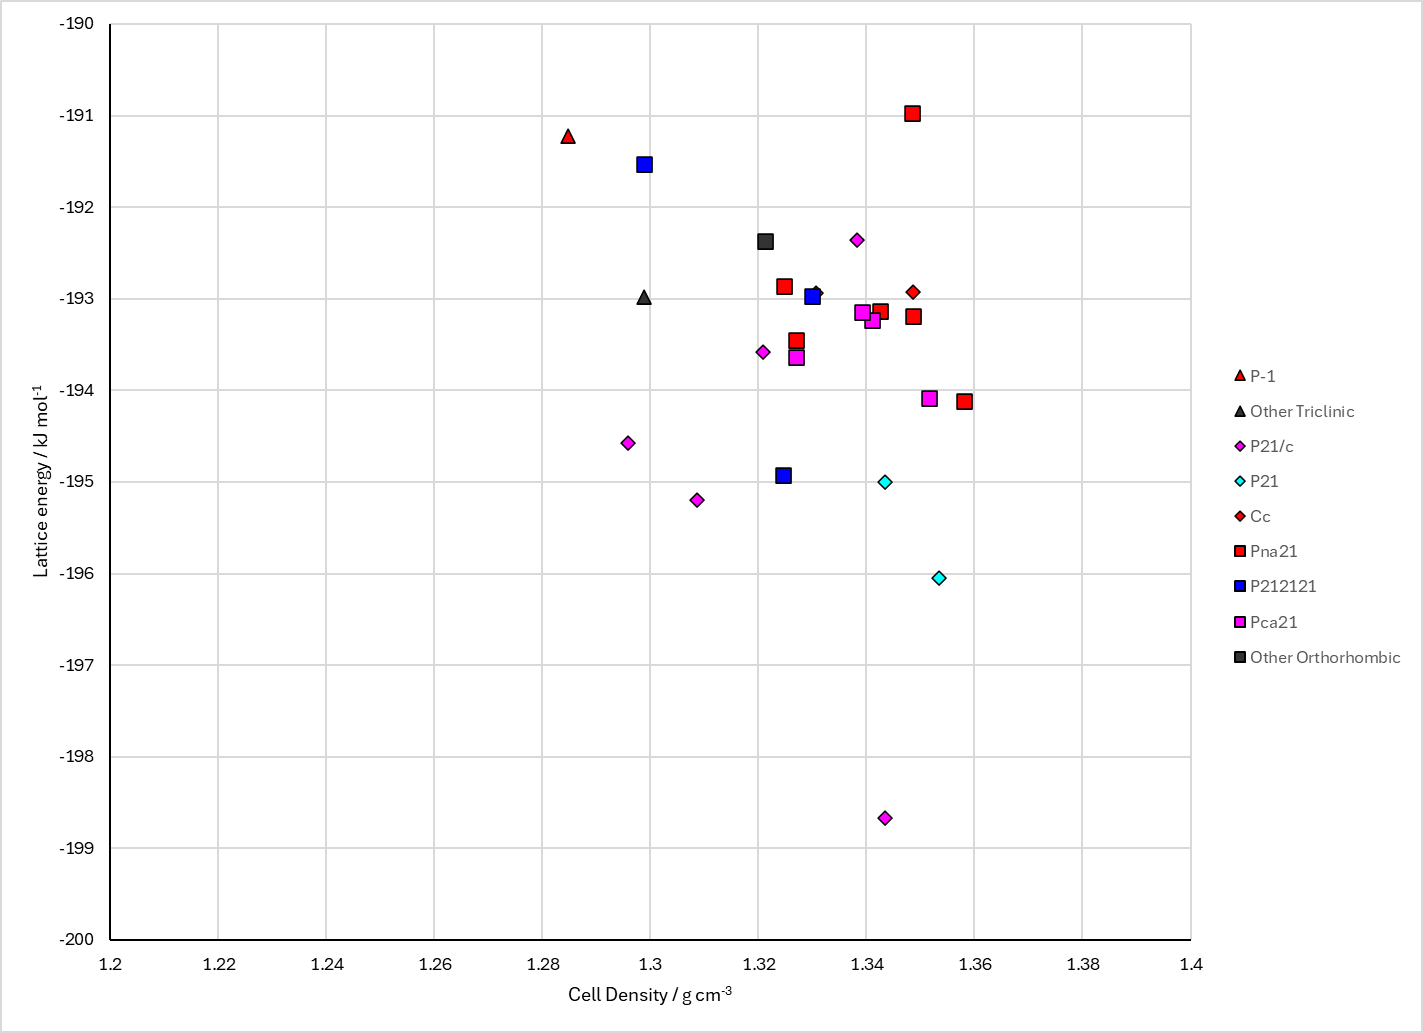 -190
-191
-192
-193
-194
-195
-196
-197
-198
-199
-200
Lattice energy / kJ mol-1
1.2 1.22 1.24 1.26 1.28 1.3 1.32 1.34 1.36 1.38 1.4
Cell Density / g cm-3
P-1
Other Triclinic
P21/c
P21
Cc
Pna21
P212121
Pca21
Other Orthorhombic